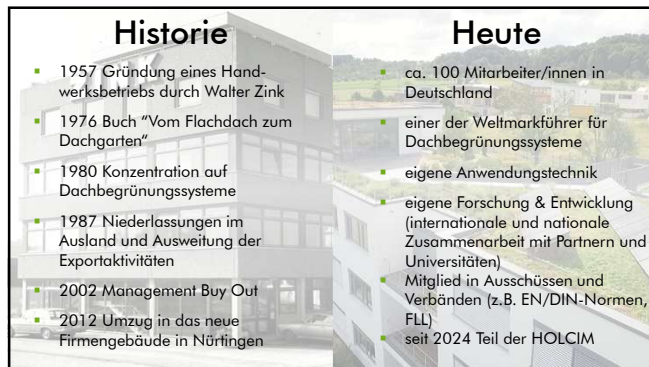 Historie
1957 Gründung eines Hand-
werksbetriebs durch Walter Zink
1976 Buch "Vom Flachdach zum
Dachgarten"
1980 Konzentration auf
Dachbegrünungssysteme
1987 Niederlassungen im
Ausland und Ausweitung der
Exportaktivitäten
2002 Management Buy Out
2012 Umzug in das neue
Firmengebäude in Nürtingen
Heute
ca. 100 Mitarbeiter/innen in
Deutschland
einer der Weltmarkführer für
Dachbegrünungssysteme
eigene Anwendungstechnik
eigene Forschung & Entwicklung
(internationale und nationale
Zusammenarbeit mit Partnern und
Universitäten)
Mitglied in Ausschüssen und
Verbänden (z.B. EN/DIN-Normen,
FLL)
seit 2024 Teil der HOLCIM